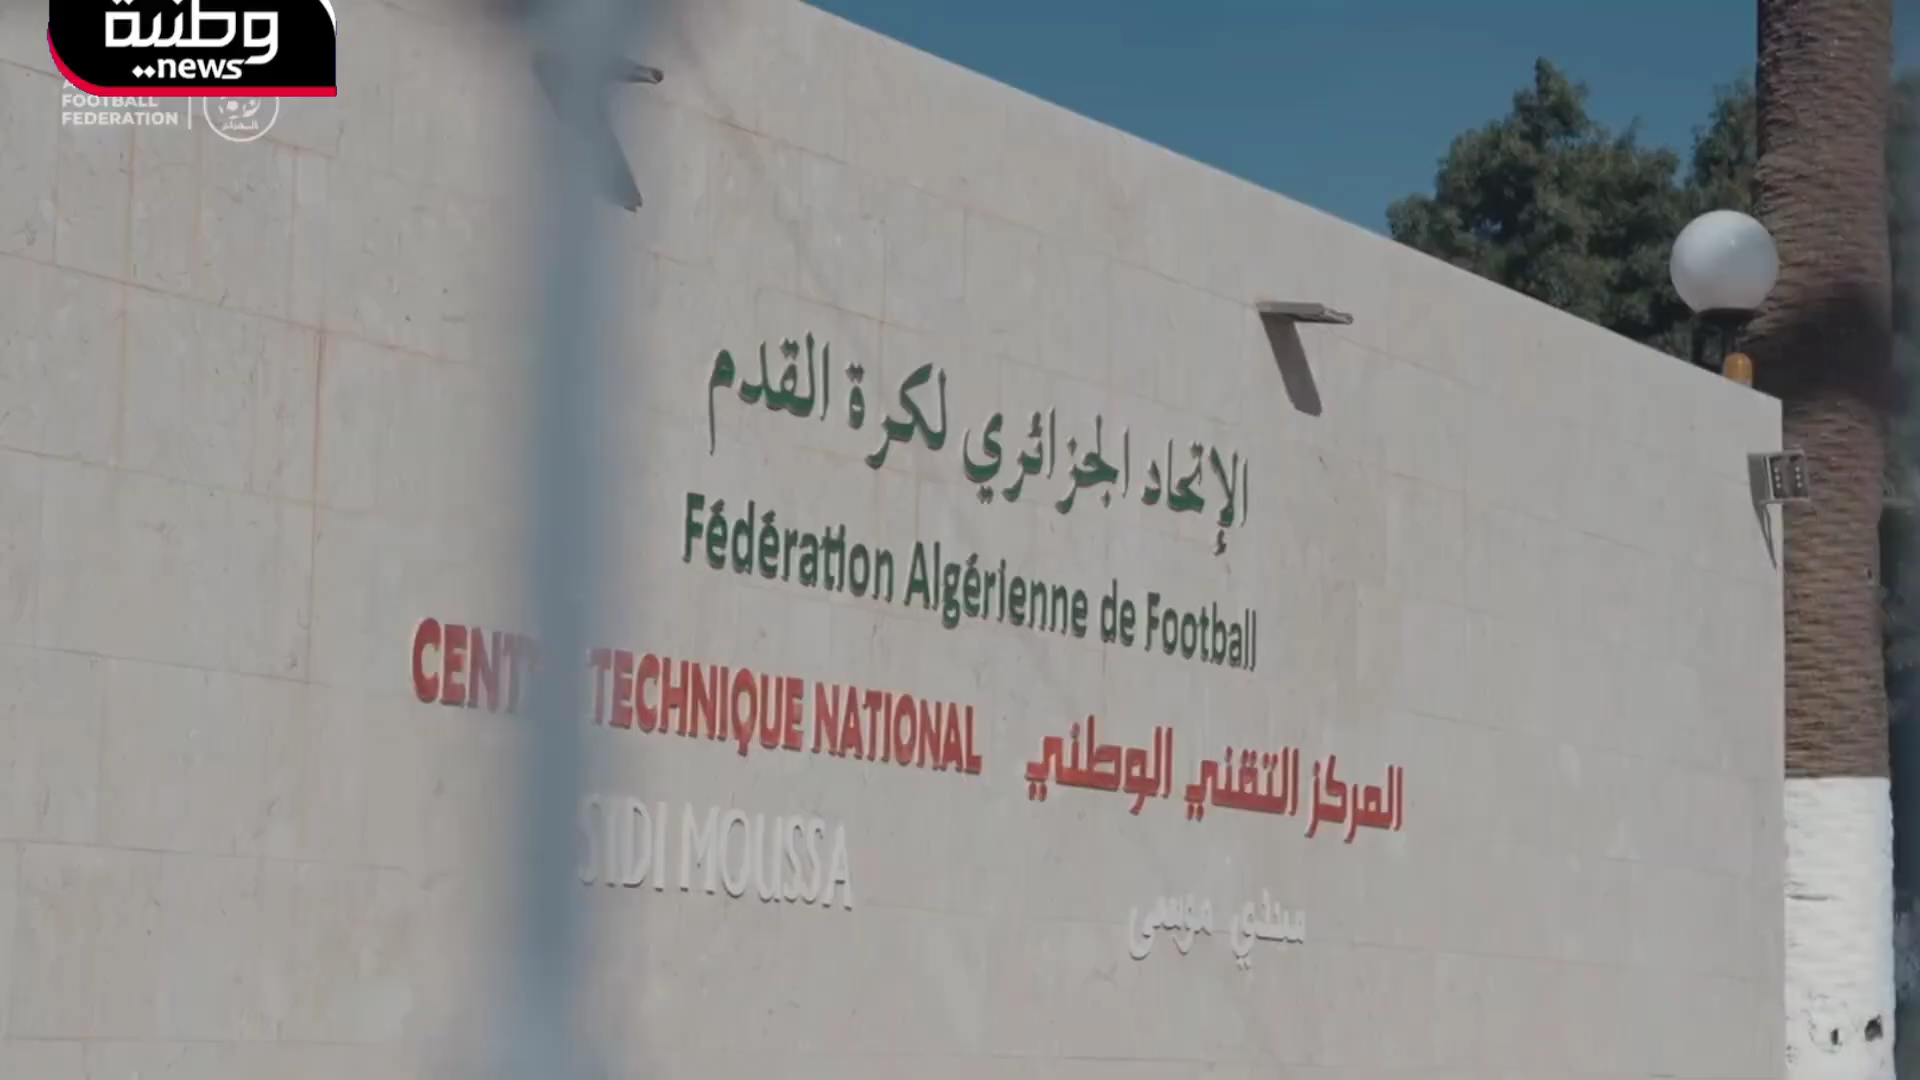 وطنية
news
FOOTBALL
FEDERATION
الإتحاد الجزائري لكرة القدم
Fédération Algérienne de Football
TECHNIQUE NATIONAL المركز التقني الوطني
SIDI MOUSSA سيدي موسى